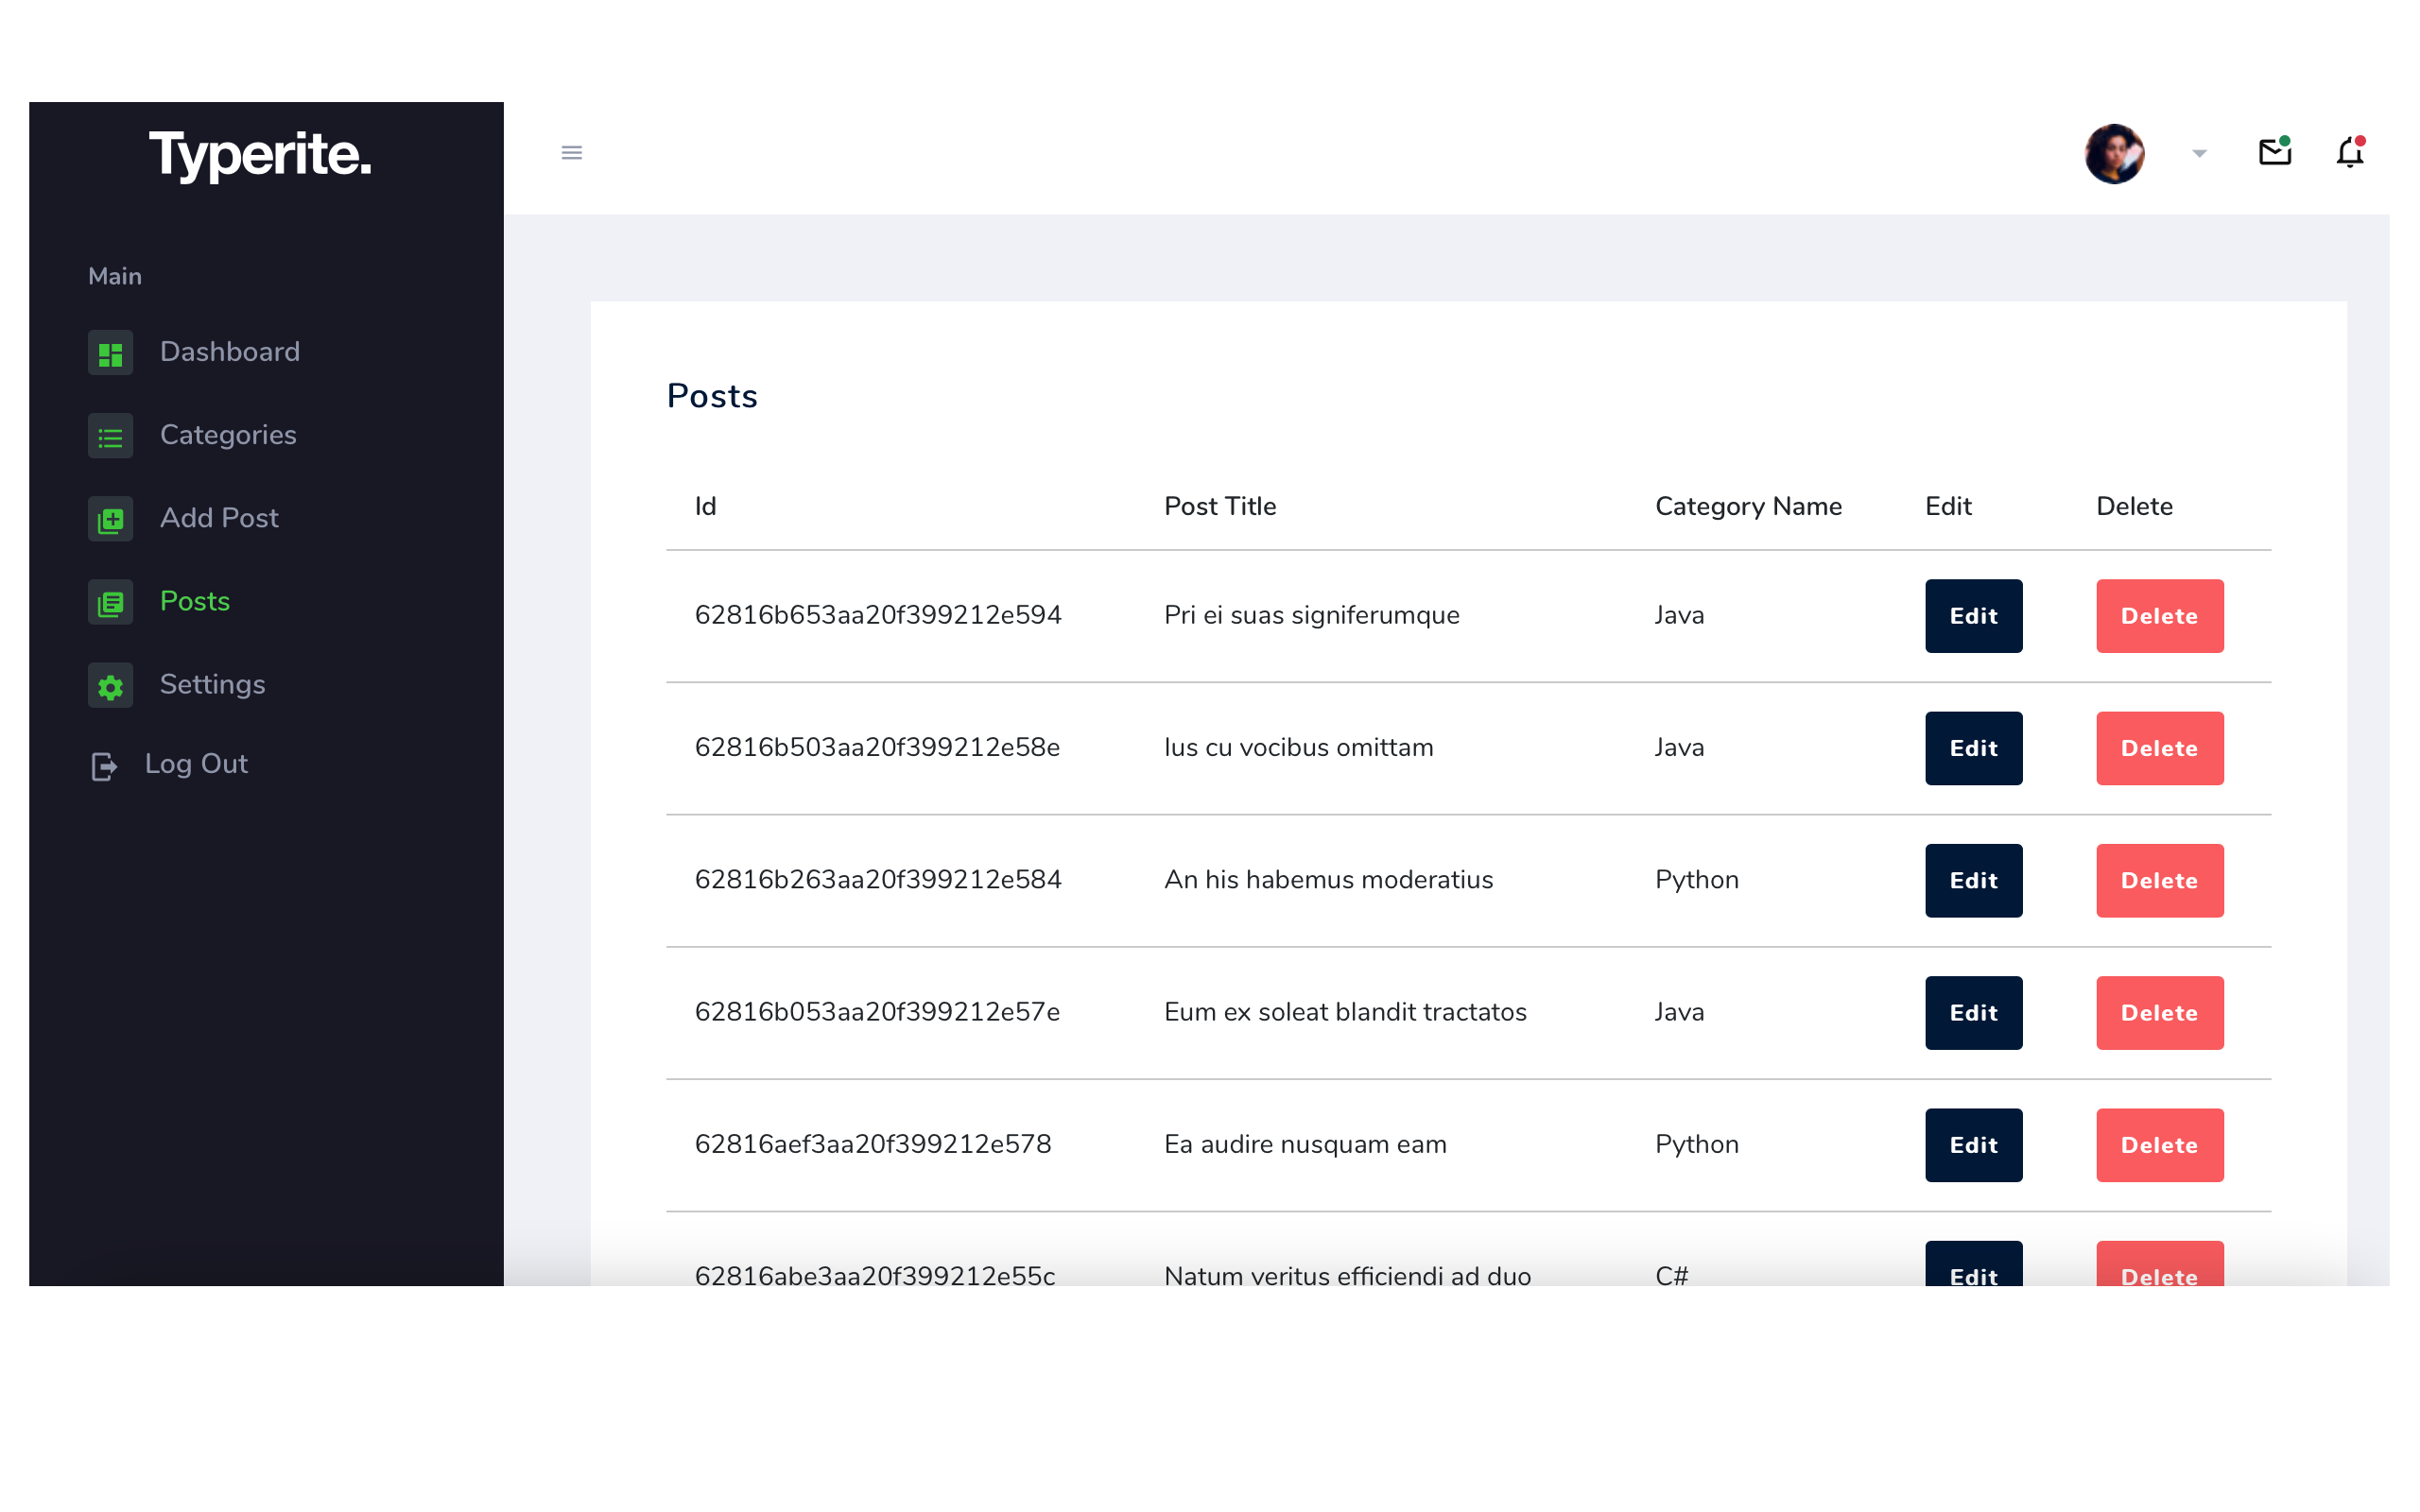 Typerite.
Main
Dashboard
Categories
Add Post
Posts
Settings
Log Out
Posts
Id Post Title Category Name Edit Delete
62816b653aa20f399212e594 Pri ei suas signiferumque Java Edit Delete
62816b503aa20f399212e58e Ius cu vocibus omittam Java Edit Delete
62816b263aa20f399212e584 An his habemus moderatius Python Edit Delete
62816b053aa20f399212e57e Eum ex soleat blandit tractatos Java Edit Delete
62816aef3aa20f399212e578 Ea audire nusquam eam Python Edit Delete
62816abe3aa20f399212e55c Natum veritus efficiendi ad duo C# Edit Delete